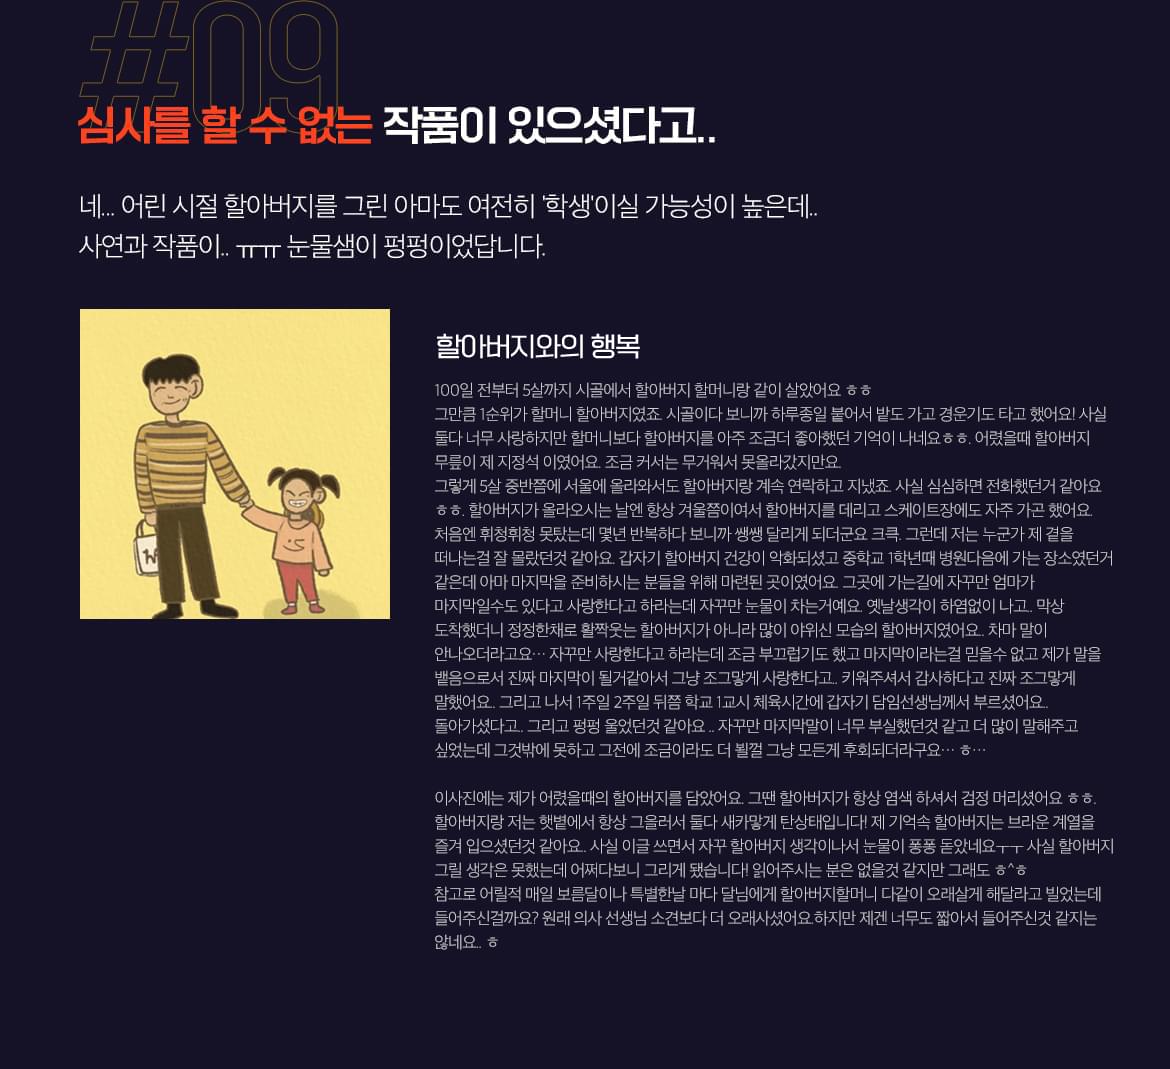 #09
심사를 할 수 없는 작품이 있으셨다고..
네... 어린 시절 할아버지를 그린 아마도 여전히 '학생'이실 가능성이 높은데..
사연과 작품이.. ㅠㅠ 눈물샘이 펑펑이었답니다.
할아버지와의 행복
100일 전부터 5살까지 시골에서 할아버지 할머니랑 같이 살았어요 ㅎㅎ
그만큼 1순위가 할머니 할아버지였죠. 시골이다 보니까 하루종일 붙어서 밭도 가고 경운기도 타고 했어요! 사실
둘다 너무 사랑하지만 할머니보다 할아버지를 아주 조금더 좋아했던 기억이 나네요ㅎㅎ. 어렸을때 할아버지
무릎이 제 지정석 이였어요. 조금 커서는 무거워서 못올라갔지만요.
그렇게 5살 중반쯤에 서울에 올라와서도 할아버지랑 계속 연락하고 지냈죠. 사실 심심하면 전화했던거 같아요
ㅎㅎ. 할아버지가 올라오시는 날엔 항상 겨울쯤이여서 할아버지를 데리고 스케이트장에도 자주 가곤 했어요.
처음엔 휘청휘청 못탔는데 몇년 반복하다 보니까 쌩쌩 달리게 되더군요 크큭. 그런데 저는 누군가 제 곁을
떠나는걸 잘 몰랐던것 같아요. 갑자기 할아버지 건강이 악화되셨고 중학교 1학년때 병원다음에 가는 장소였던거
같은데 아마 마지막을 준비하시는 분들을 위해 마련된 곳이였어요. 그곳에 가는길에 자꾸만 엄마가
마지막일수도 있다고 사랑한다고 하라는데 자꾸만 눈물이 차는거예요. 옛날생각이 하염없이 나고.. 막상
도착했더니 정정한채로 활짝웃는 할아버지가 아니라 많이 야위신 모습의 할아버지였어요.. 차마 말이
안나오더라고요… 자꾸만 사랑한다고 하라는데 조금 부끄럽기도 했고 마지막이라는걸 믿을수 없고 제가 말을
뱉음으로서 진짜 마지막이 될거같아서 그냥 조그맣게 사랑한다고.. 키워주셔서 감사하다고 진짜 조그맣게
말했어요.. 그리고 나서 1주일 2주일 뒤쯤 학교 1교시 체육시간에 갑자기 담임선생님께서 부르셨어요..
돌아가셨다고.. 그리고 펑펑 울었던것 같아요 .. 자꾸만 마지막말이 너무 부실했던것 같고 더 많이 말해주고
싶었는데 그것밖에 못하고 그전에 조금이라도 더 뵐껄 그냥 모든게 후회되더라구요… ㅎ…
이사진에는 제가 어렸을때의 할아버지를 담았어요. 그땐 할아버지가 항상 염색 하셔서 검정 머리셨어요 ㅎㅎ.
할아버지랑 저는 햇볕에서 항상 그을러서 둘다 새카맣게 탄상태입니다! 제 기억속 할아버지는 브라운 계열을
즐겨 입으셨던것 같아요.. 사실 이글 쓰면서 자꾸 할아버지 생각이나서 눈물이 퐁퐁 돋았네요ㅜㅜ 사실 할아버지
그릴 생각은 못했는데 어쩌다보니 그리게 됐습니다! 읽어주시는 분은 없을것 같지만 그래도 ㅎ^ㅎ
참고로 어릴적 매일 보름달이나 특별한날 마다 달님에게 할아버지할머니 다같이 오래살게 해달라고 빌었는데
들어주신걸까요? 원래 의사 선생님 소견보다 더 오래사셨어요.하지만 제겐 너무도 짧아서 들어주신것 같지는
않네요.. ㅎ